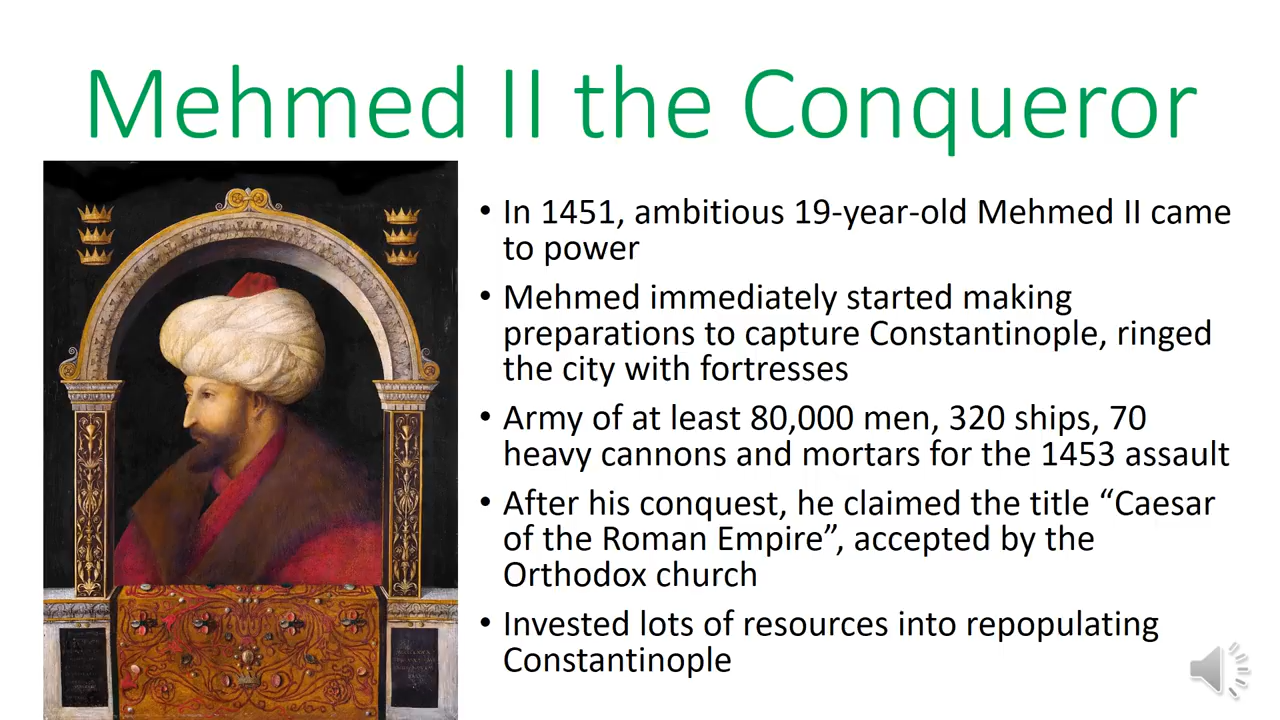 Mehmed II the Conqueror
• In 1451, ambitious 19-year-old Mehmed II came
to power
• Mehmed immediately started making
preparations to capture Constantinople, ringed
the city with fortresses
• Army of at least 80,000 men, 320 ships, 70
heavy cannons and mortars for the 1453 assault
• After his conquest, he claimed the title “Caesar
of the Roman Empire”, accepted by the
Orthodox church
• Invested lots of resources into repopulating
Constantinople